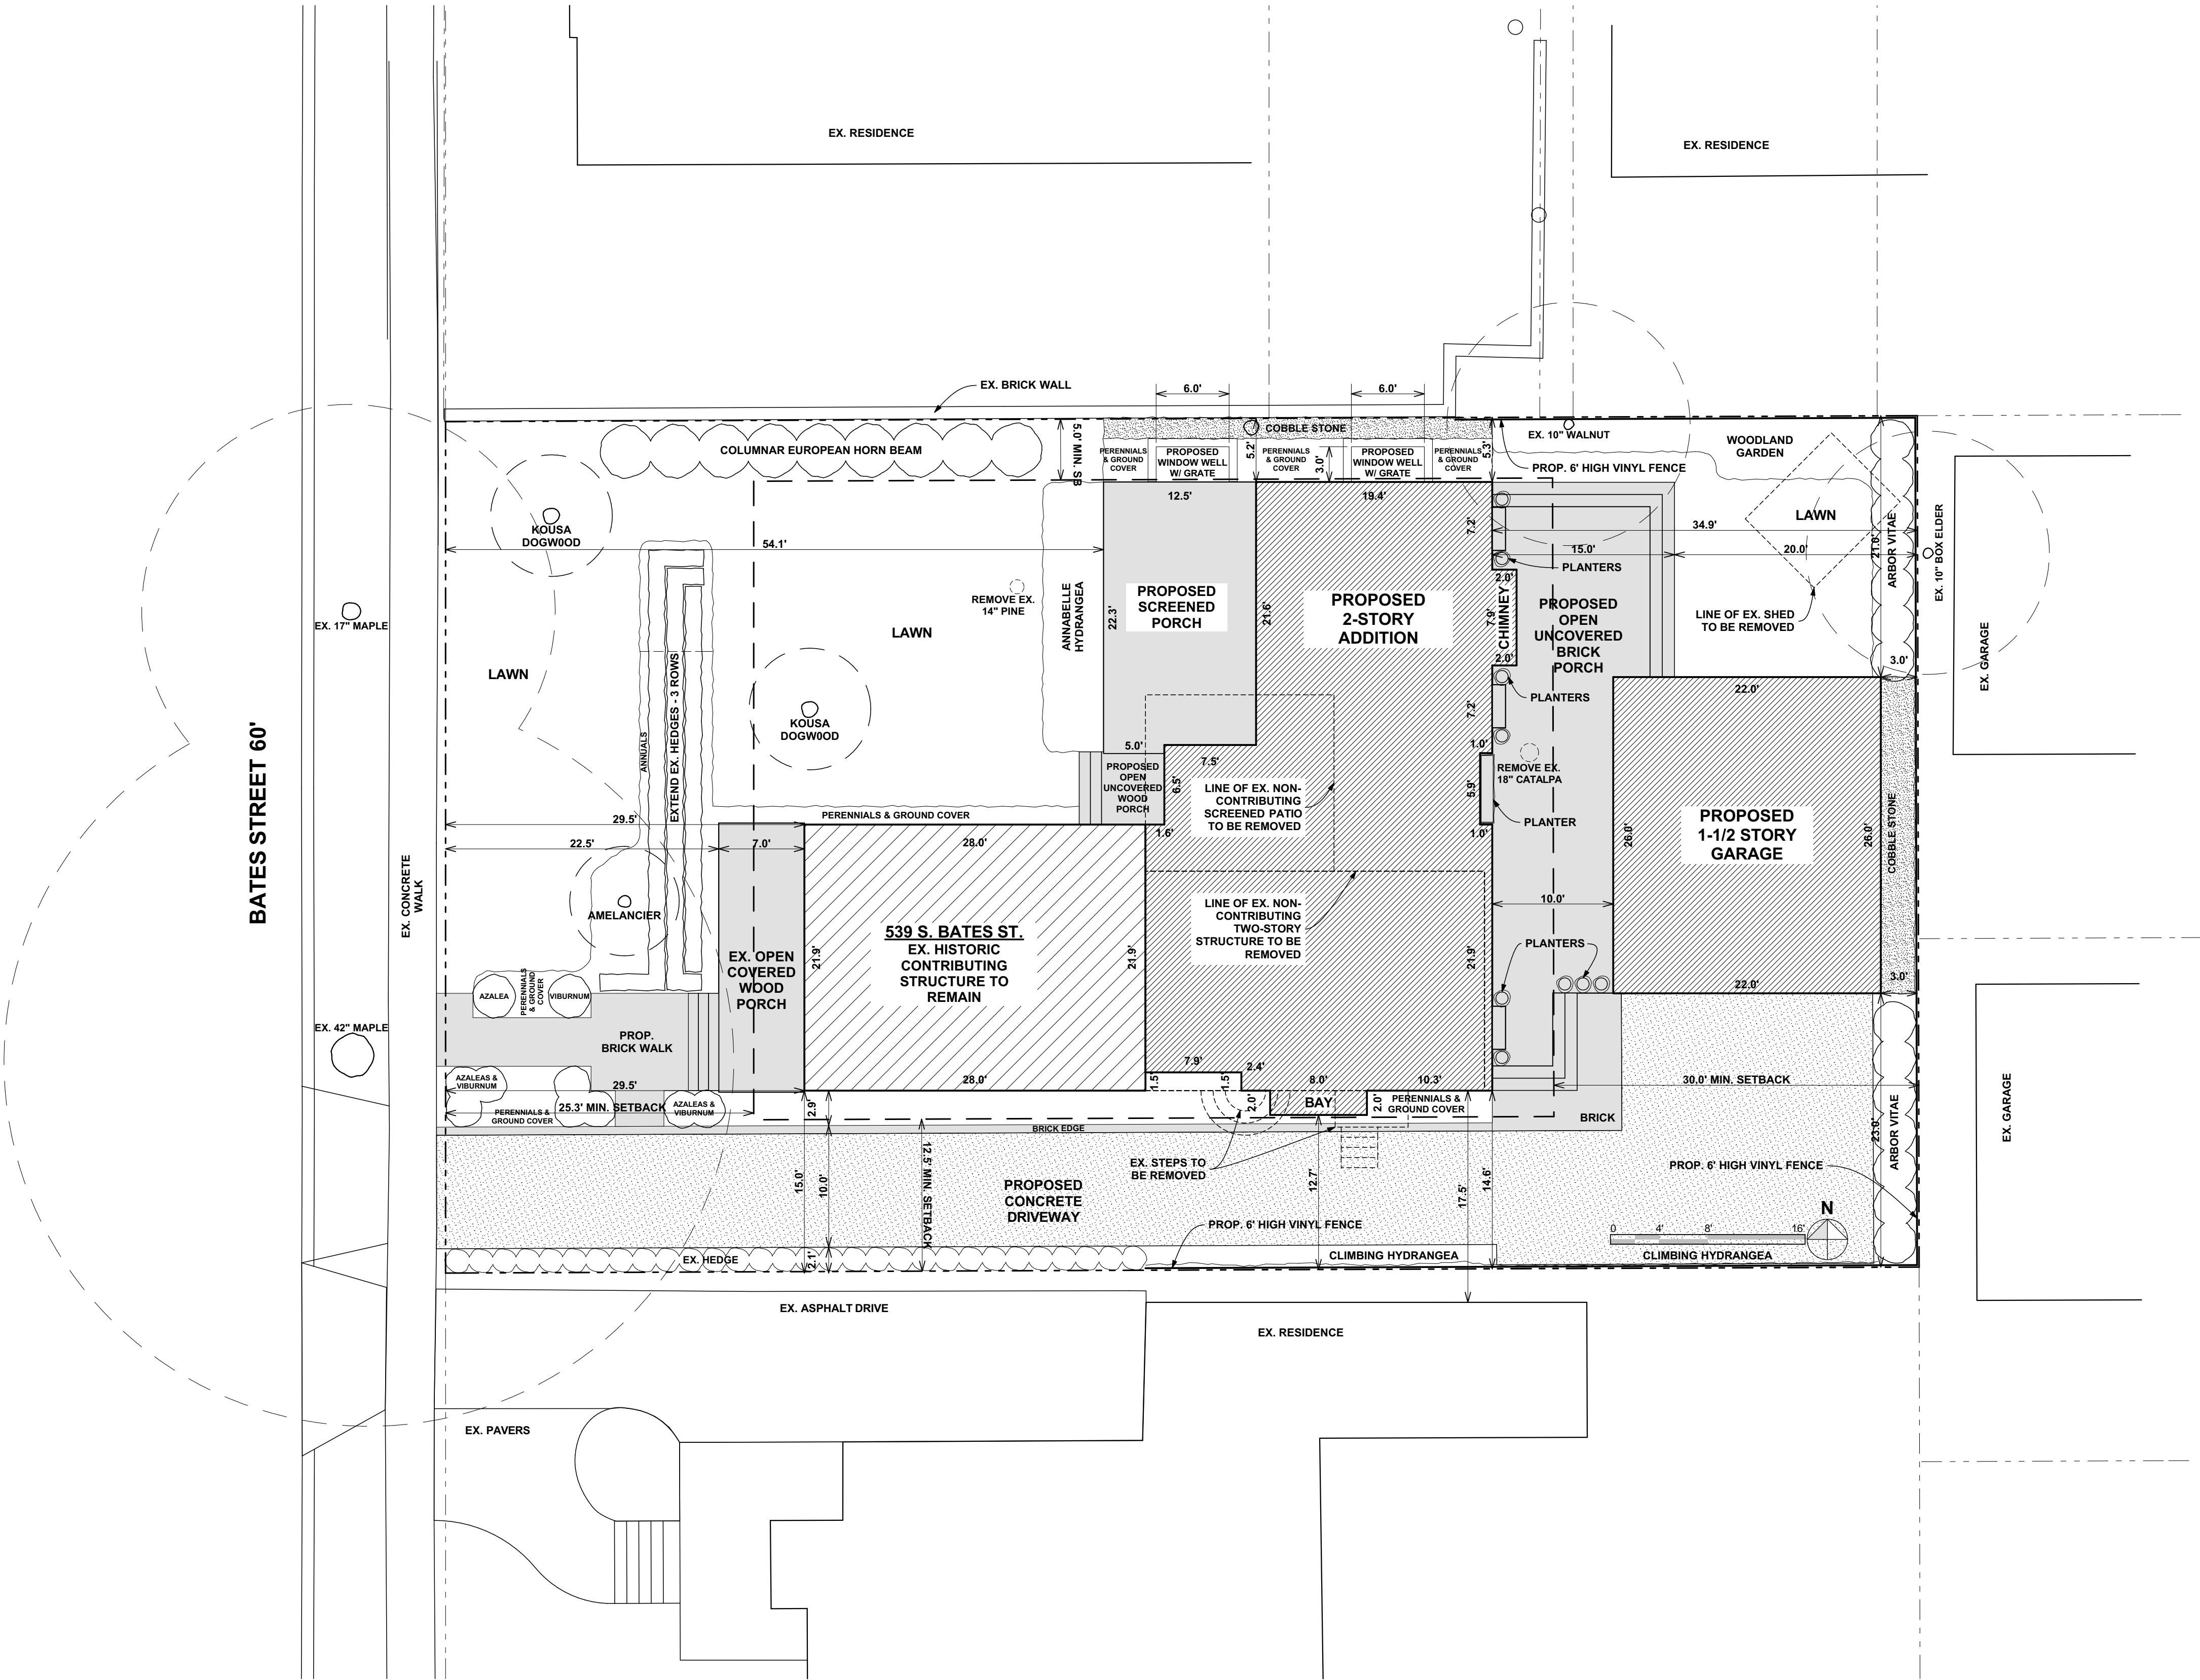 EX. RESIDENCE
EX. RESIDENCE
EX. BRICK WALL
6.0'
6.0'
COLUMNAR EUROPEAN HORN BEAM
5.0' MIN. SB
COBBLE STONE
EX. 10" WALNUT
WOODLAND
GARDEN
PERENNIALS
& GROUND
COVER
PROPOSED
WINDOW WELL
W/ GRATE
5.2'
PERENNIALS
& GROUND
COVER
3.0'
PROPOSED
WINDOW WELL
W/ GRATE
PERENNIALS
& GROUND
COVER
5.3'
PROP. 6' HIGH VINYL FENCE
12.5'
19.4'
KOUSA
DOGW0OD
54.1'
7.2'
34.9'
LAWN
15.0'
20.0'
21.6'
ARBOR VITAE
EX. 10" BOX ELDER
PLANTERS
2.0'
REMOVE EX.
14" PINE
ANNABELLE
HYDRANGEA
22.3'
PROPOSED
SCREENED
PORCH
21.6'
PROPOSED
2-STORY
ADDITION
7.9'
CHIMNEY
PROPOSED
OPEN
UNCOVERED
BRICK
PORCH
LINE OF EX. SHED
TO BE REMOVED
EX. 17" MAPLE
LAWN
LAWN
EXTEND EX. HEDGES - 3 ROWS
2.0'
3.0'
EX. GARAGE
PLANTERS
22.0'
KOUSA
DOGW0OD
7.2'
ANNUALS
5.0'
1.0'
7.5'
PROPOSED
OPEN
UNCOVERED
WOOD
PORCH
6.5'
REMOVE EX.
18" CATALPA
LINE OF EX. NON-
CONTRIBUTING
SCREENED PATIO
TO BE REMOVED
5.9'
PLANTER
BATES STREET 60'
29.5'
PERENNIALS & GROUND COVER
1.6'
1.0'
PROPOSED
1-1/2 STORY
GARAGE
26.0'
26.0'
COBBLE STONE
22.5'
7.0'
28.0'
EX. CONCRETE
WALK
AMELANCIER
10.0'
LINE OF EX. NON-
CONTRIBUTING
TWO-STORY
STRUCTURE TO BE
REMOVED
539 S. BATES ST.
EX. HISTORIC
CONTRIBUTING
STRUCTURE TO
REMAIN
21.9'
21.9'
21.9'
PLANTERS
EX. OPEN
COVERED
WOOD
PORCH
AZALEA
PERENNIALS
& GROUND
COVER
VIBURNUM
22.0'
3.0'
EX. 42" MAPLE
PROP.
BRICK WALK
AZALEAS &
VIBURNUM
29.5'
28.0'
7.9'
2.4'
1.5'
1.5'
8.0'
10.3'
30.0' MIN. SETBACK
EX. GARAGE
25.3' MIN. SETBACK
PERENNIALS &
GROUND COVER
AZALEAS &
VIBURNUM
2.9'
2.0'
BAY
2.0'
PERENNIALS &
GROUND COVER
BRICK
BRICK EDGE
23.0'
ARBOR VITAE
15.0'
10.0'
12.5' MIN. SETBACK
PROPOSED
CONCRETE
DRIVEWAY
EX. STEPS TO
BE REMOVED
12.7'
17.5'
14.6'
PROP. 6' HIGH VINYL FENCE
N
PROP. 6' HIGH VINYL FENCE
0 4' 8' 16'
EX. HEDGE
2.1'
CLIMBING HYDRANGEA
CLIMBING HYDRANGEA
EX. ASPHALT DRIVE
EX. RESIDENCE
EX. PAVERS